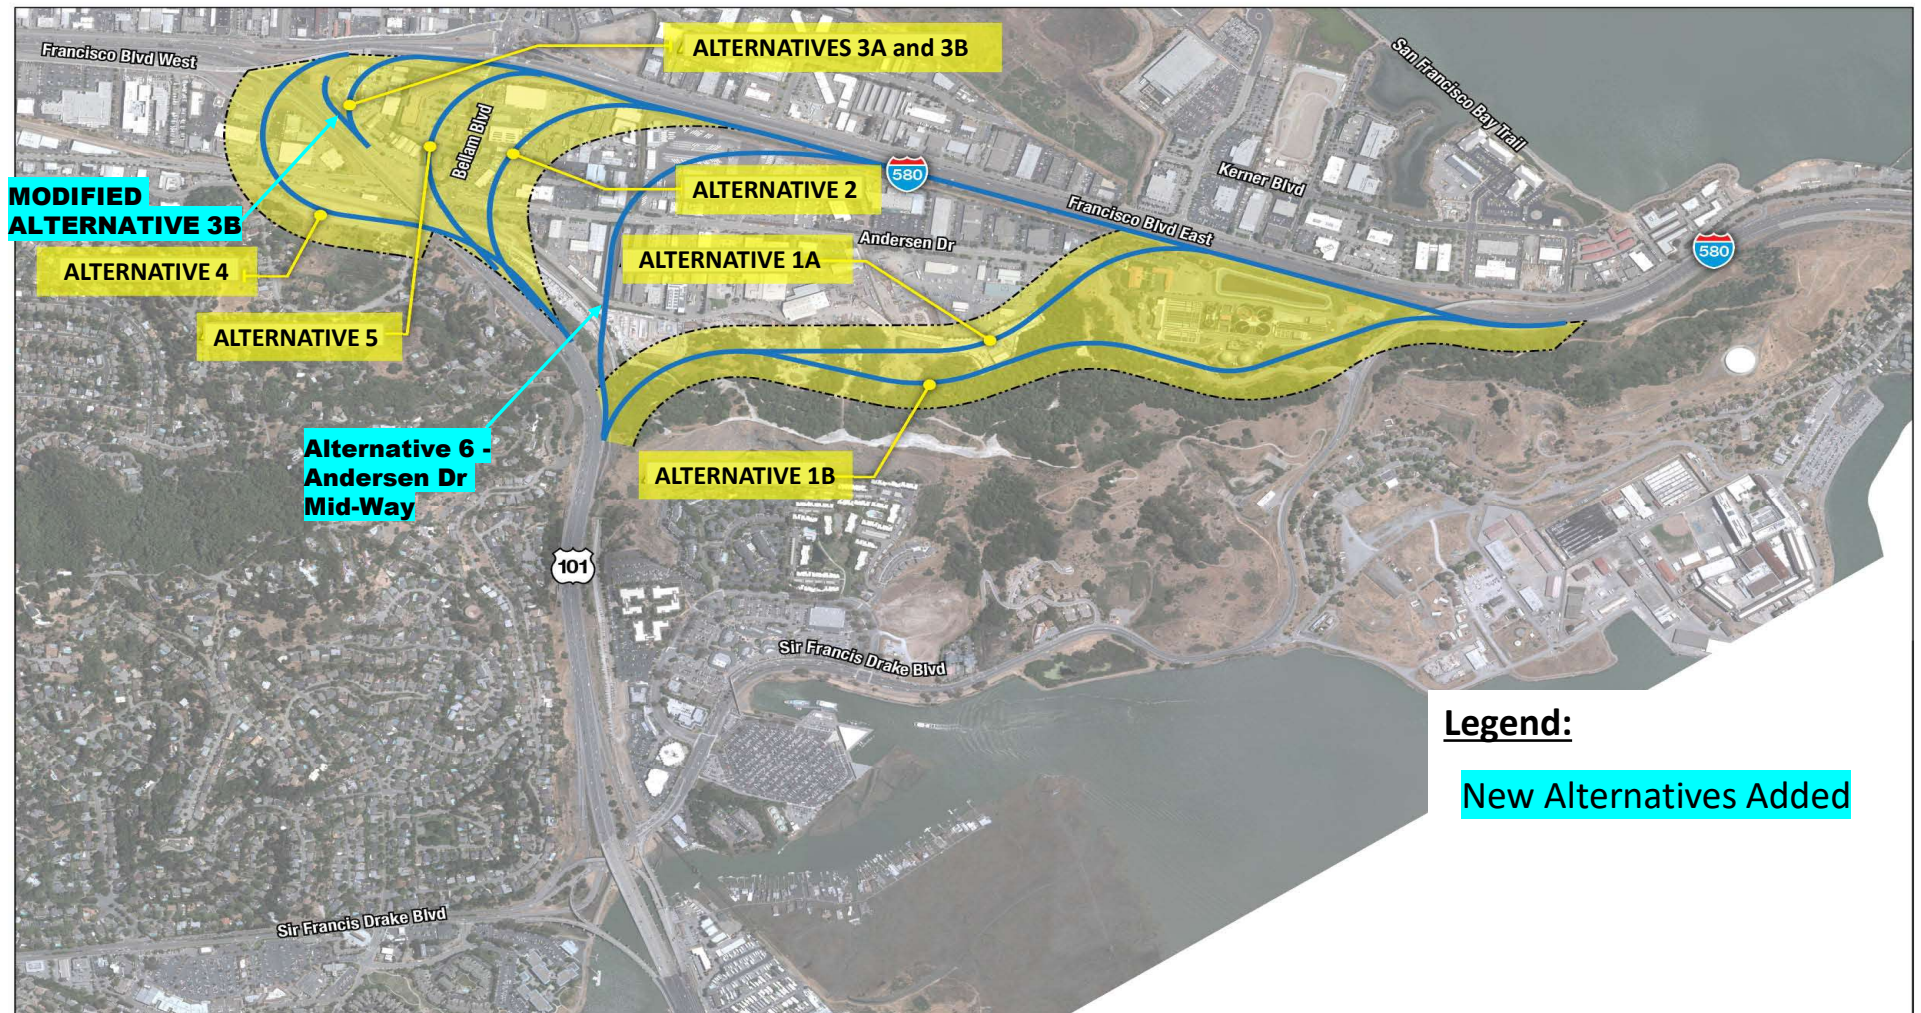 Francisco Blvd West
ALTERNATIVES 3A and 3B
San Francisco Bay Trail
Bellam Blvd
MODIFIED
ALTERNATIVE 3B
ALTERNATIVE 2
580
Kerner Blvd
Francisco Blvd East
Andersen Dr
ALTERNATIVE 4
ALTERNATIVE 1A
580
ALTERNATIVE 5
Alternative 6 -
Andersen Dr
Mid-Way
ALTERNATIVE 1B
101
Sir Francis Drake Blvd
Legend:
New Alternatives Added
Sir Francis Drake Blvd